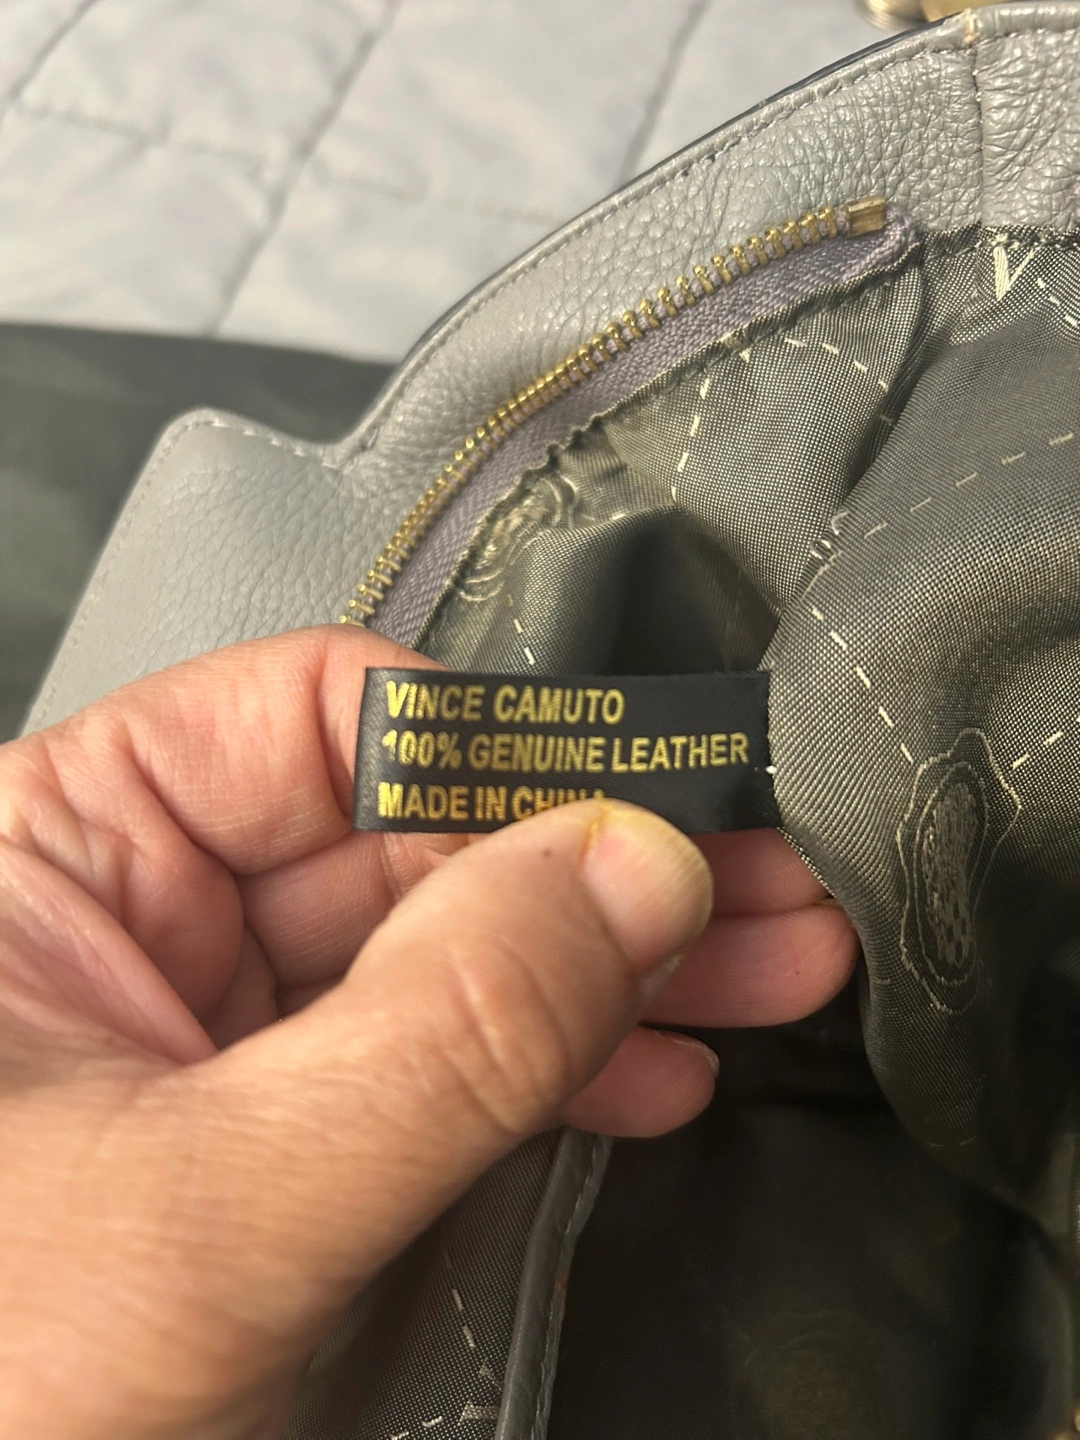 VINCE CAMUTO
100% GENUINE LEATHER
MADE IN CHINA